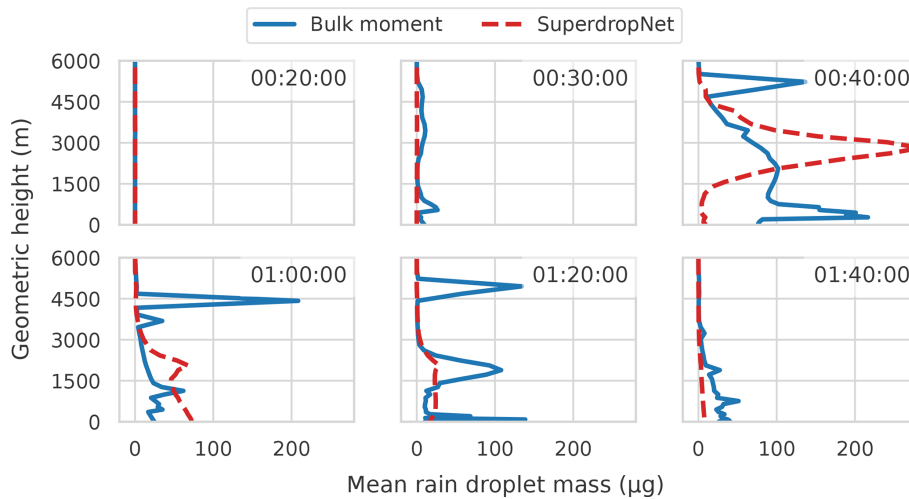 Bulk moment SuperdropNet
6000 00:20:00 00:30:00 00:40:00
4500
3000
1500
0
6000 01:00:00 01:20:00 01:40:00
4500
3000
1500
0
0 100 200 0 100 200 0 100 200
Geometric height (m)
Mean rain droplet mass (µg)